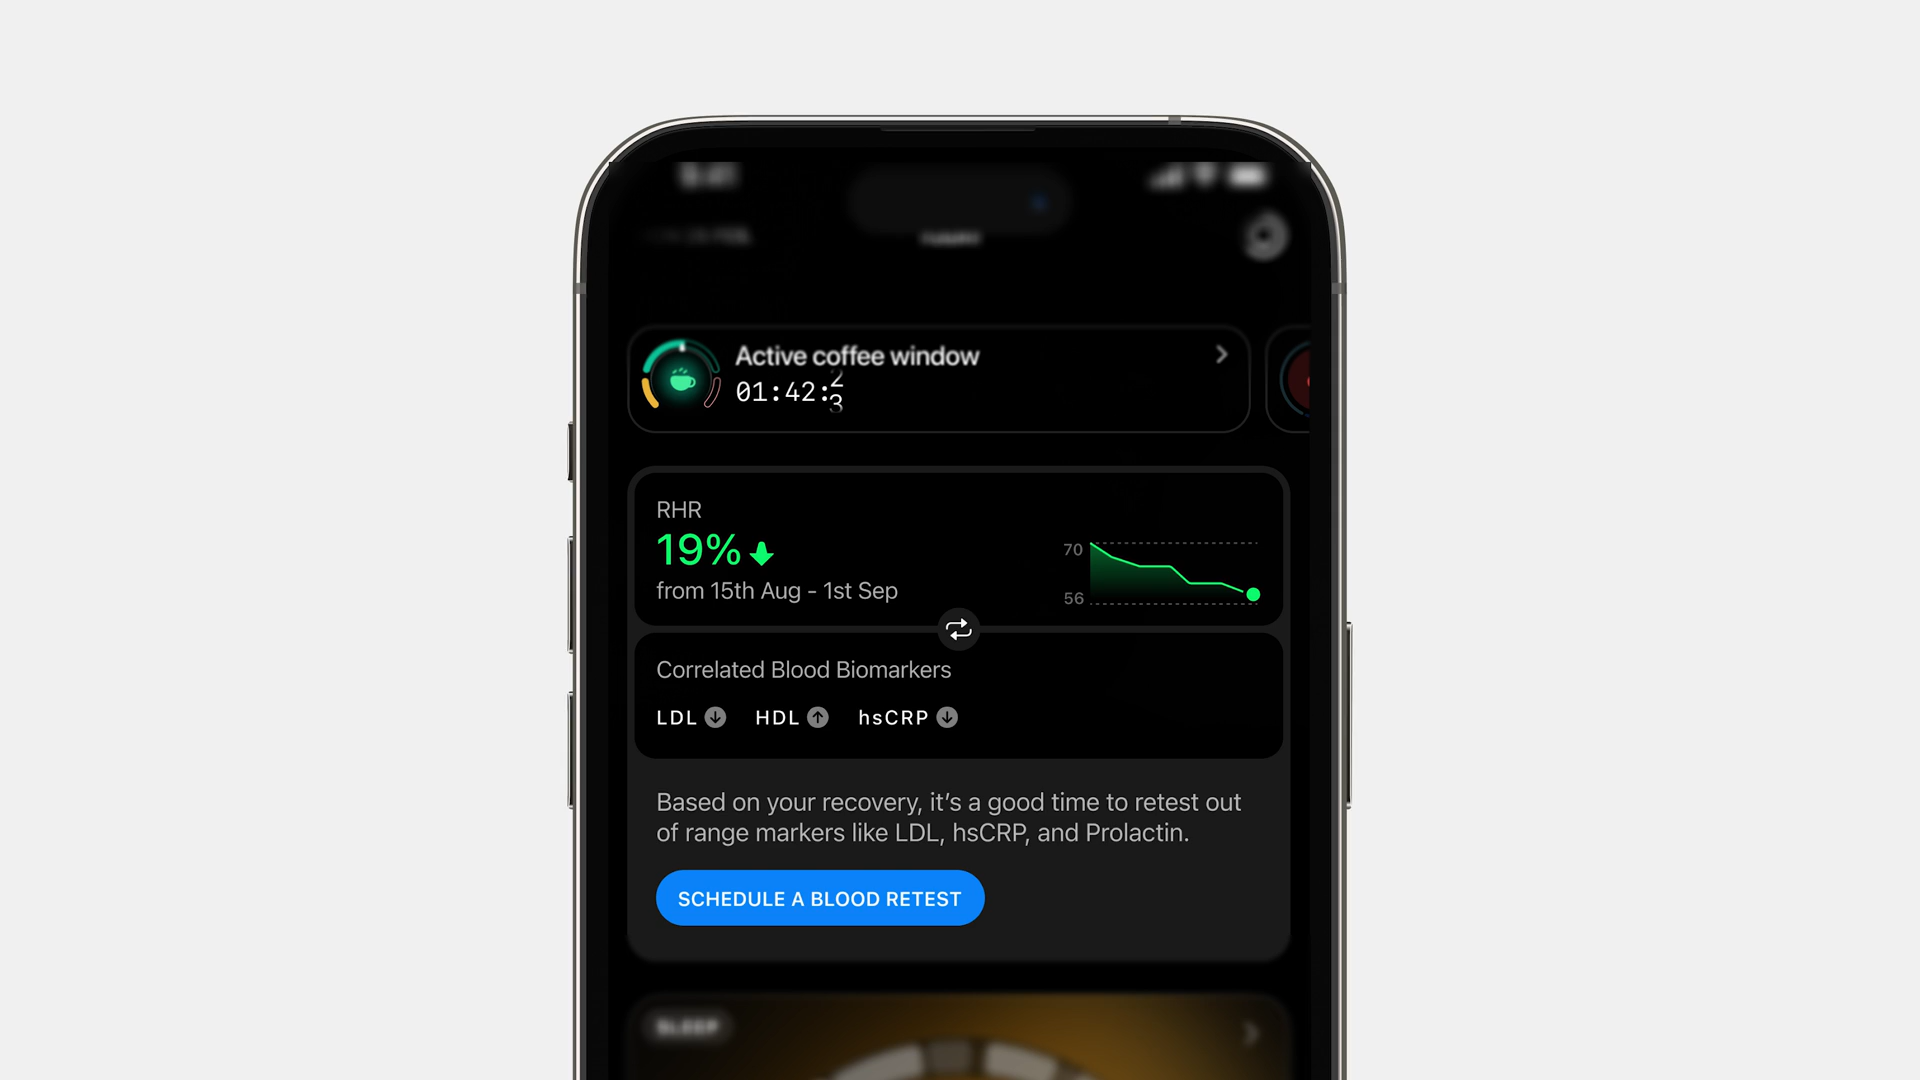 Active coffee window
01:42:
RHR
19%
from 15th Aug - 1st Sep
70
56
Correlated Blood Biomarkers
LDL HDL hsCRP
Based on your recovery, it’s a good time to retest out
of range markers like LDL, hsCRP, and Prolactin.
SCHEDULE A BLOOD RETEST
SLEEP